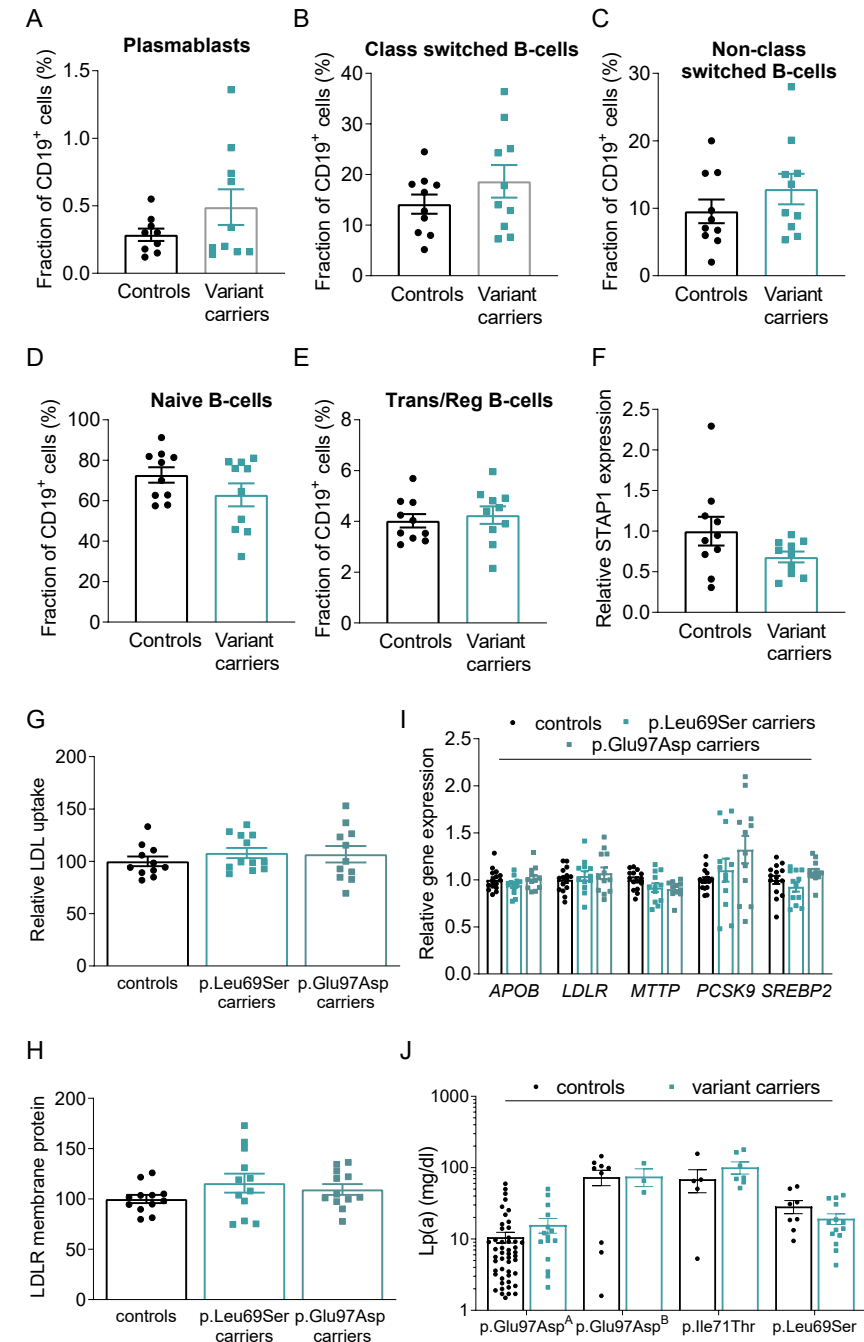 A
Plasmablasts
Fraction of CD19+ cells (%)
1.5
1.0
0.5
0.0
Controls
Variant
carriers
B
Class switched B-cells
Fraction of CD19+ cells (%)
40
30
20
10
0
Controls
Variant
carriers
C
Non-class
switched B-cells
Fraction of CD19+ cells (%)
30
20
10
0
Controls
Variant
carriers
D
Naive B-cells
Fraction of CD19+ cells (%)
100
80
60
40
20
0
Controls
Variant
carriers
E
Trans/Reg B-cells
Fraction of CD19+ cells (%)
8
6
4
2
0
Controls
Variant
carriers
F
Relative STAP1 expression
2.5
2.0
1.5
1.0
0.5
0.0
Controls
Variant
carriers
G
Relative LDL uptake
200
150
100
50
0
controls
p.Leu69Ser
carriers
p.Glu97Asp
carriers
H
LDLR membrane protein
200
150
100
50
0
controls
p.Leu69Ser
carriers
p.Glu97Asp
carriers
I
controls
p.Leu69Ser carriers
p.Glu97Asp carriers
Relative gene expression
2.5
2.0
1.5
1.0
0.5
0.0
APOB LDLR MTTP PCSK9 SREBP2
J
controls
variant carriers
Lp(a) (mg/dl)
1000
100
10
1
p.Glu97AspA p.Glu97AspB p.Ile71Thr p.Leu69Ser